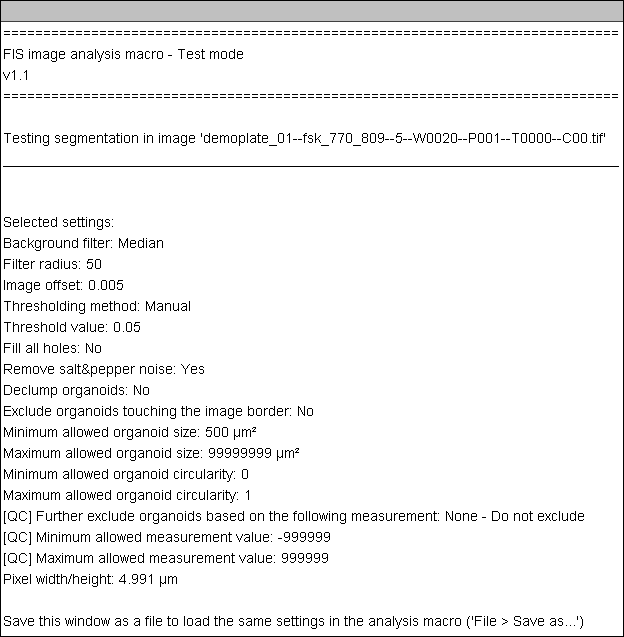 =============================================================================
FIS image analysis macro - Test mode
v1.1
=============================================================================
Testing segmentation in image 'demoplate_01--fsk_770_809--5--W0020--P001--T0000--C00.tif'
_____________________________________________________________________________
Selected settings:
Background filter: Median
Filter radius: 50
Image offset: 0.005
Thresholding method: Manual
Threshold value: 0.05
Fill all holes: No
Remove salt&pepper noise: Yes
Declump organoids: No
Exclude organoids touching the image border: No
Minimum allowed organoid size: 500 µm²
Maximum allowed organoid size: 99999999 µm²
Minimum allowed organoid circularity: 0
Maximum allowed organoid circularity: 1
[QC] Further exclude organoids based on the following measurement: None - Do not exclude
[QC] Minimum allowed measurement value: -999999
[QC] Maximum allowed measurement value: 999999
Pixel width/height: 4.991 µm
Save this window as a file to load the same settings in the analysis macro ('File > Save as...')